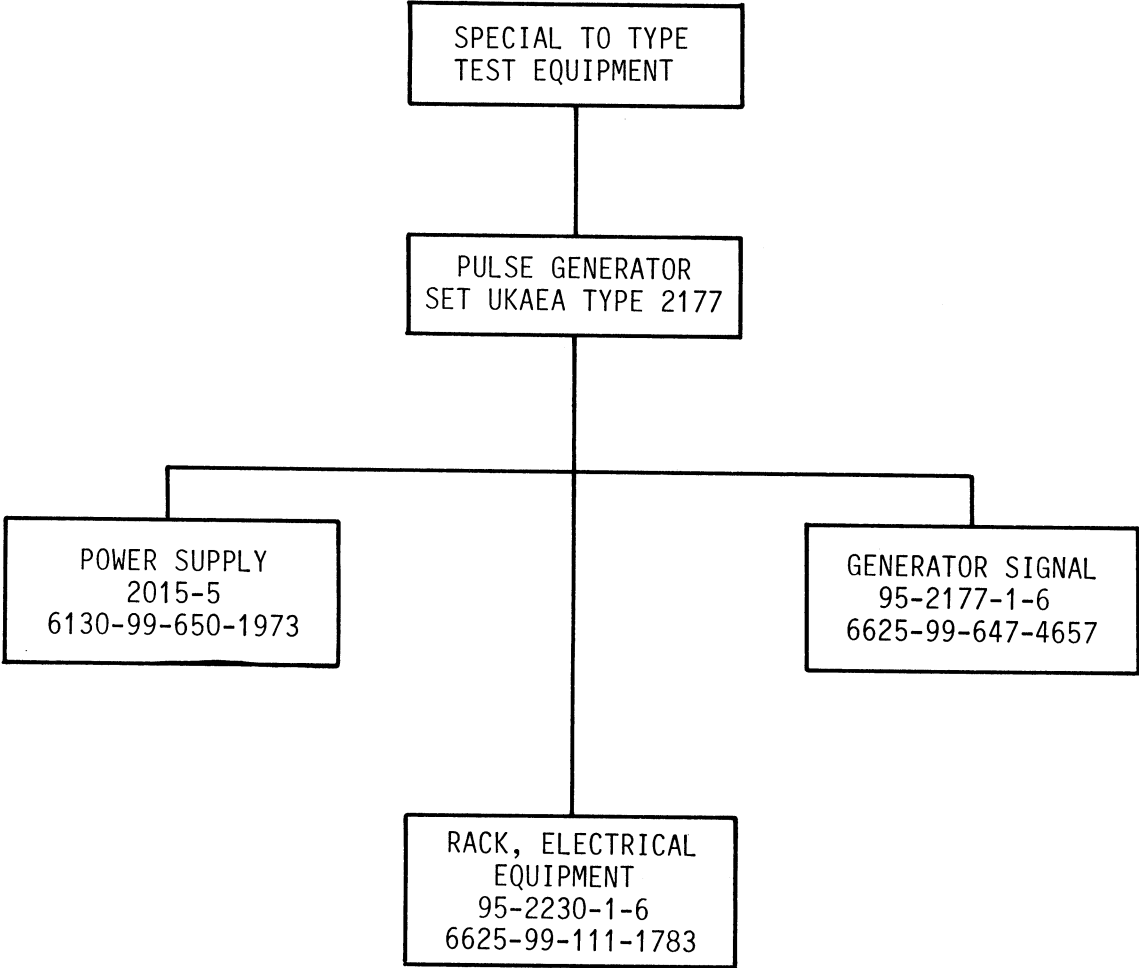 SPECIAL TO TYPE
TEST EQUIPMENT
PULSE GENERATOR
SET UKAEA TYPE 2177
POWER SUPPLY
2015-5
6130-99-650-1973
GENERATOR SIGNAL
95-2177-1-6
6625-99-647-4657
RACK, ELECTRICAL
EQUIPMENT
95-2230-1-6
6625-99-111-1783